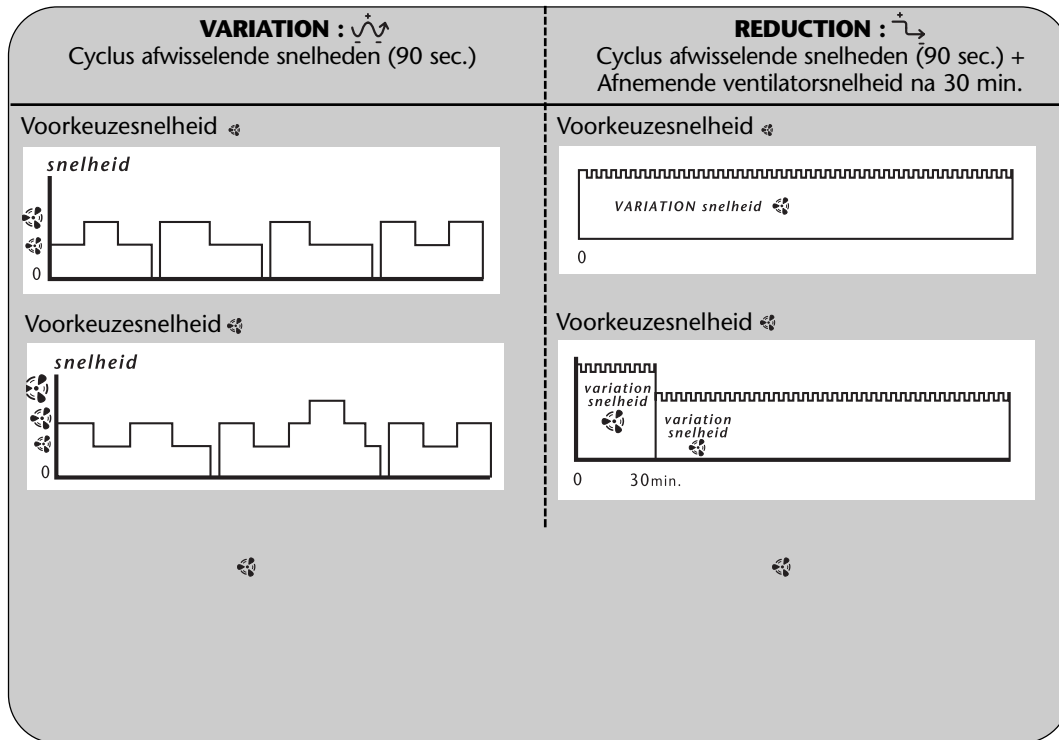 VARIATION :
Cyclus afwisselende snelheden (90 sec.)
Voorkeuzesnelheid
snelheid
0
Voorkeuzesnelheid
snelheid
0
REDUCTION :
Cyclus afwisselende snelheden (90 sec.) +
Afnemende ventilatorsnelheid na 30 min.
Voorkeuzesnelheid
VARIATION snelheid
0
Voorkeuzesnelheid
variation
snelheid
variation
snelheid
0 30min.